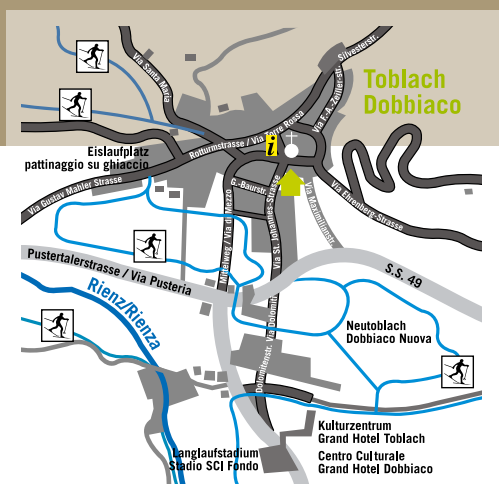 Toblach
Dobbiaco
Via Santa Maria
Silvesterstr.
Via F.-A.-Zeiller-str.
Rotturmstrasse / Via Torre Rossa
i
Eislaufplatz
pattinaggio su ghiaccio
Via Gustav Mahler Strasse
G.-Baurstr.
Mittelweg / Via di Mezzo
Via St. Johannes-Strasse
Via Maximilianstr.
Via Ehrenberg-Strasse
Pustertalerstrasse / Via Pusteria
S.S. 49
Rienz/Rienza
Dolomitenstr. Via Dolomiti
Neutoblach
Dobbiaco Nuova
Kulturzentrum
Grand Hotel Toblach
Centro Culturale
Grand Hotel Dobbiaco
Langlaufstadium
Stadio SCI Fondo